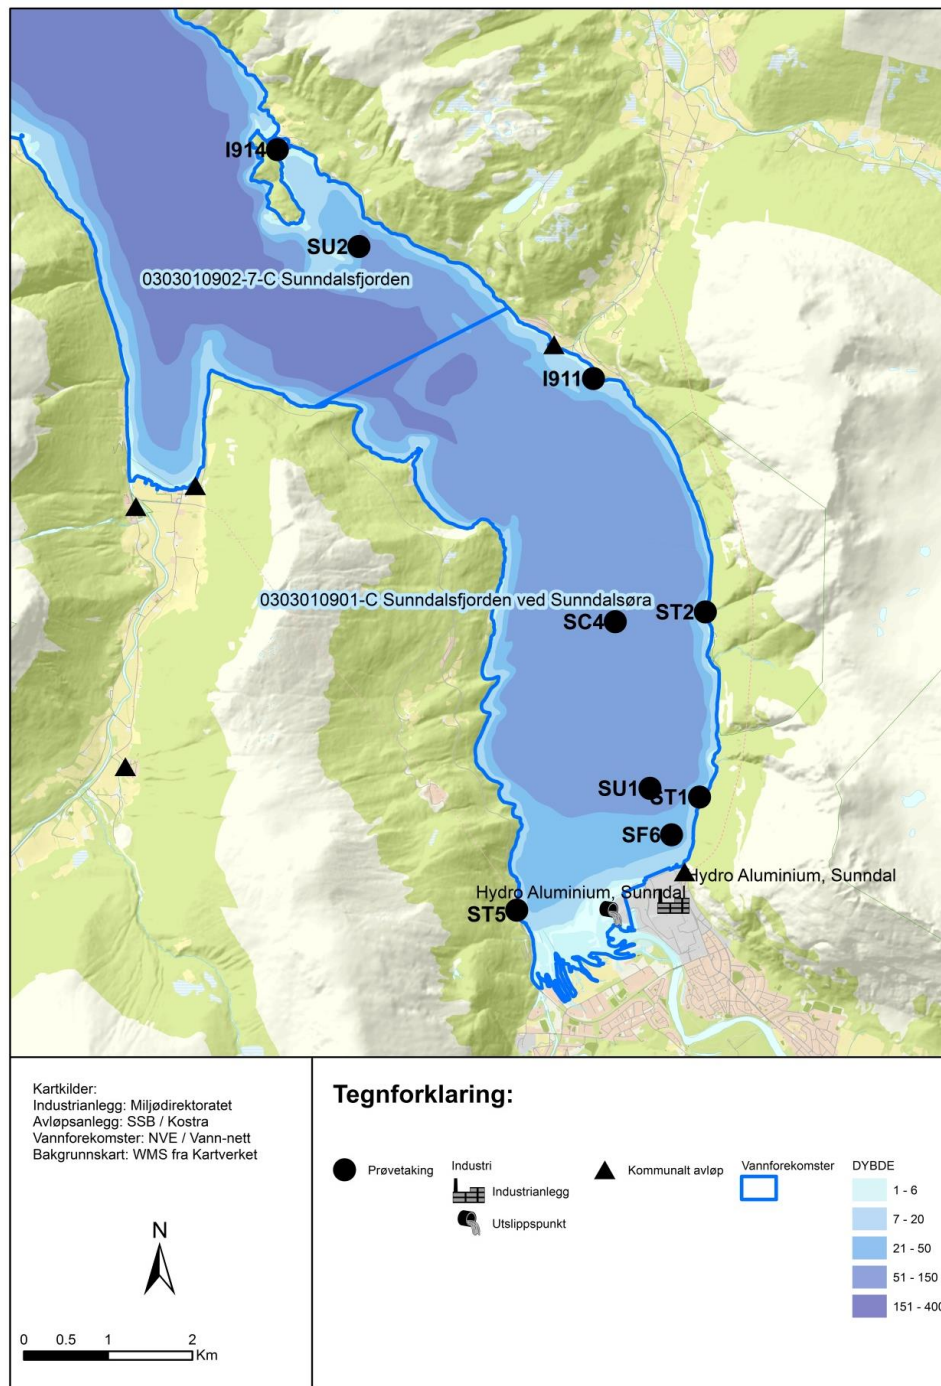 I914
SU2
0303010902-7-C Sunndalsfjorden
I911
0303010901-C Sunndalsfjorden ved Sunndalsøra
SC4
ST2
SU1
ST1
SF6
Hydro Aluminium, Sunndal
Hydro Aluminium, Sunndal
ST5
Kartkilder:
Industrianlegg: Miljødirektoratet
Avløpsanlegg: SSB / Kostra
Vannforekomster: NVE / Vann-nett
Bakgrunnskart: WMS fra Kartverket
N
0 0.5 1 2
Km
Tegnforklaring:
Prøvetaking
Industri
Industrianlegg
Utslippspunkt
Kommunalt avløp
Vannforekomster
DYBDE
1 - 6
7 - 20
21 - 50
51 - 150
151 - 400